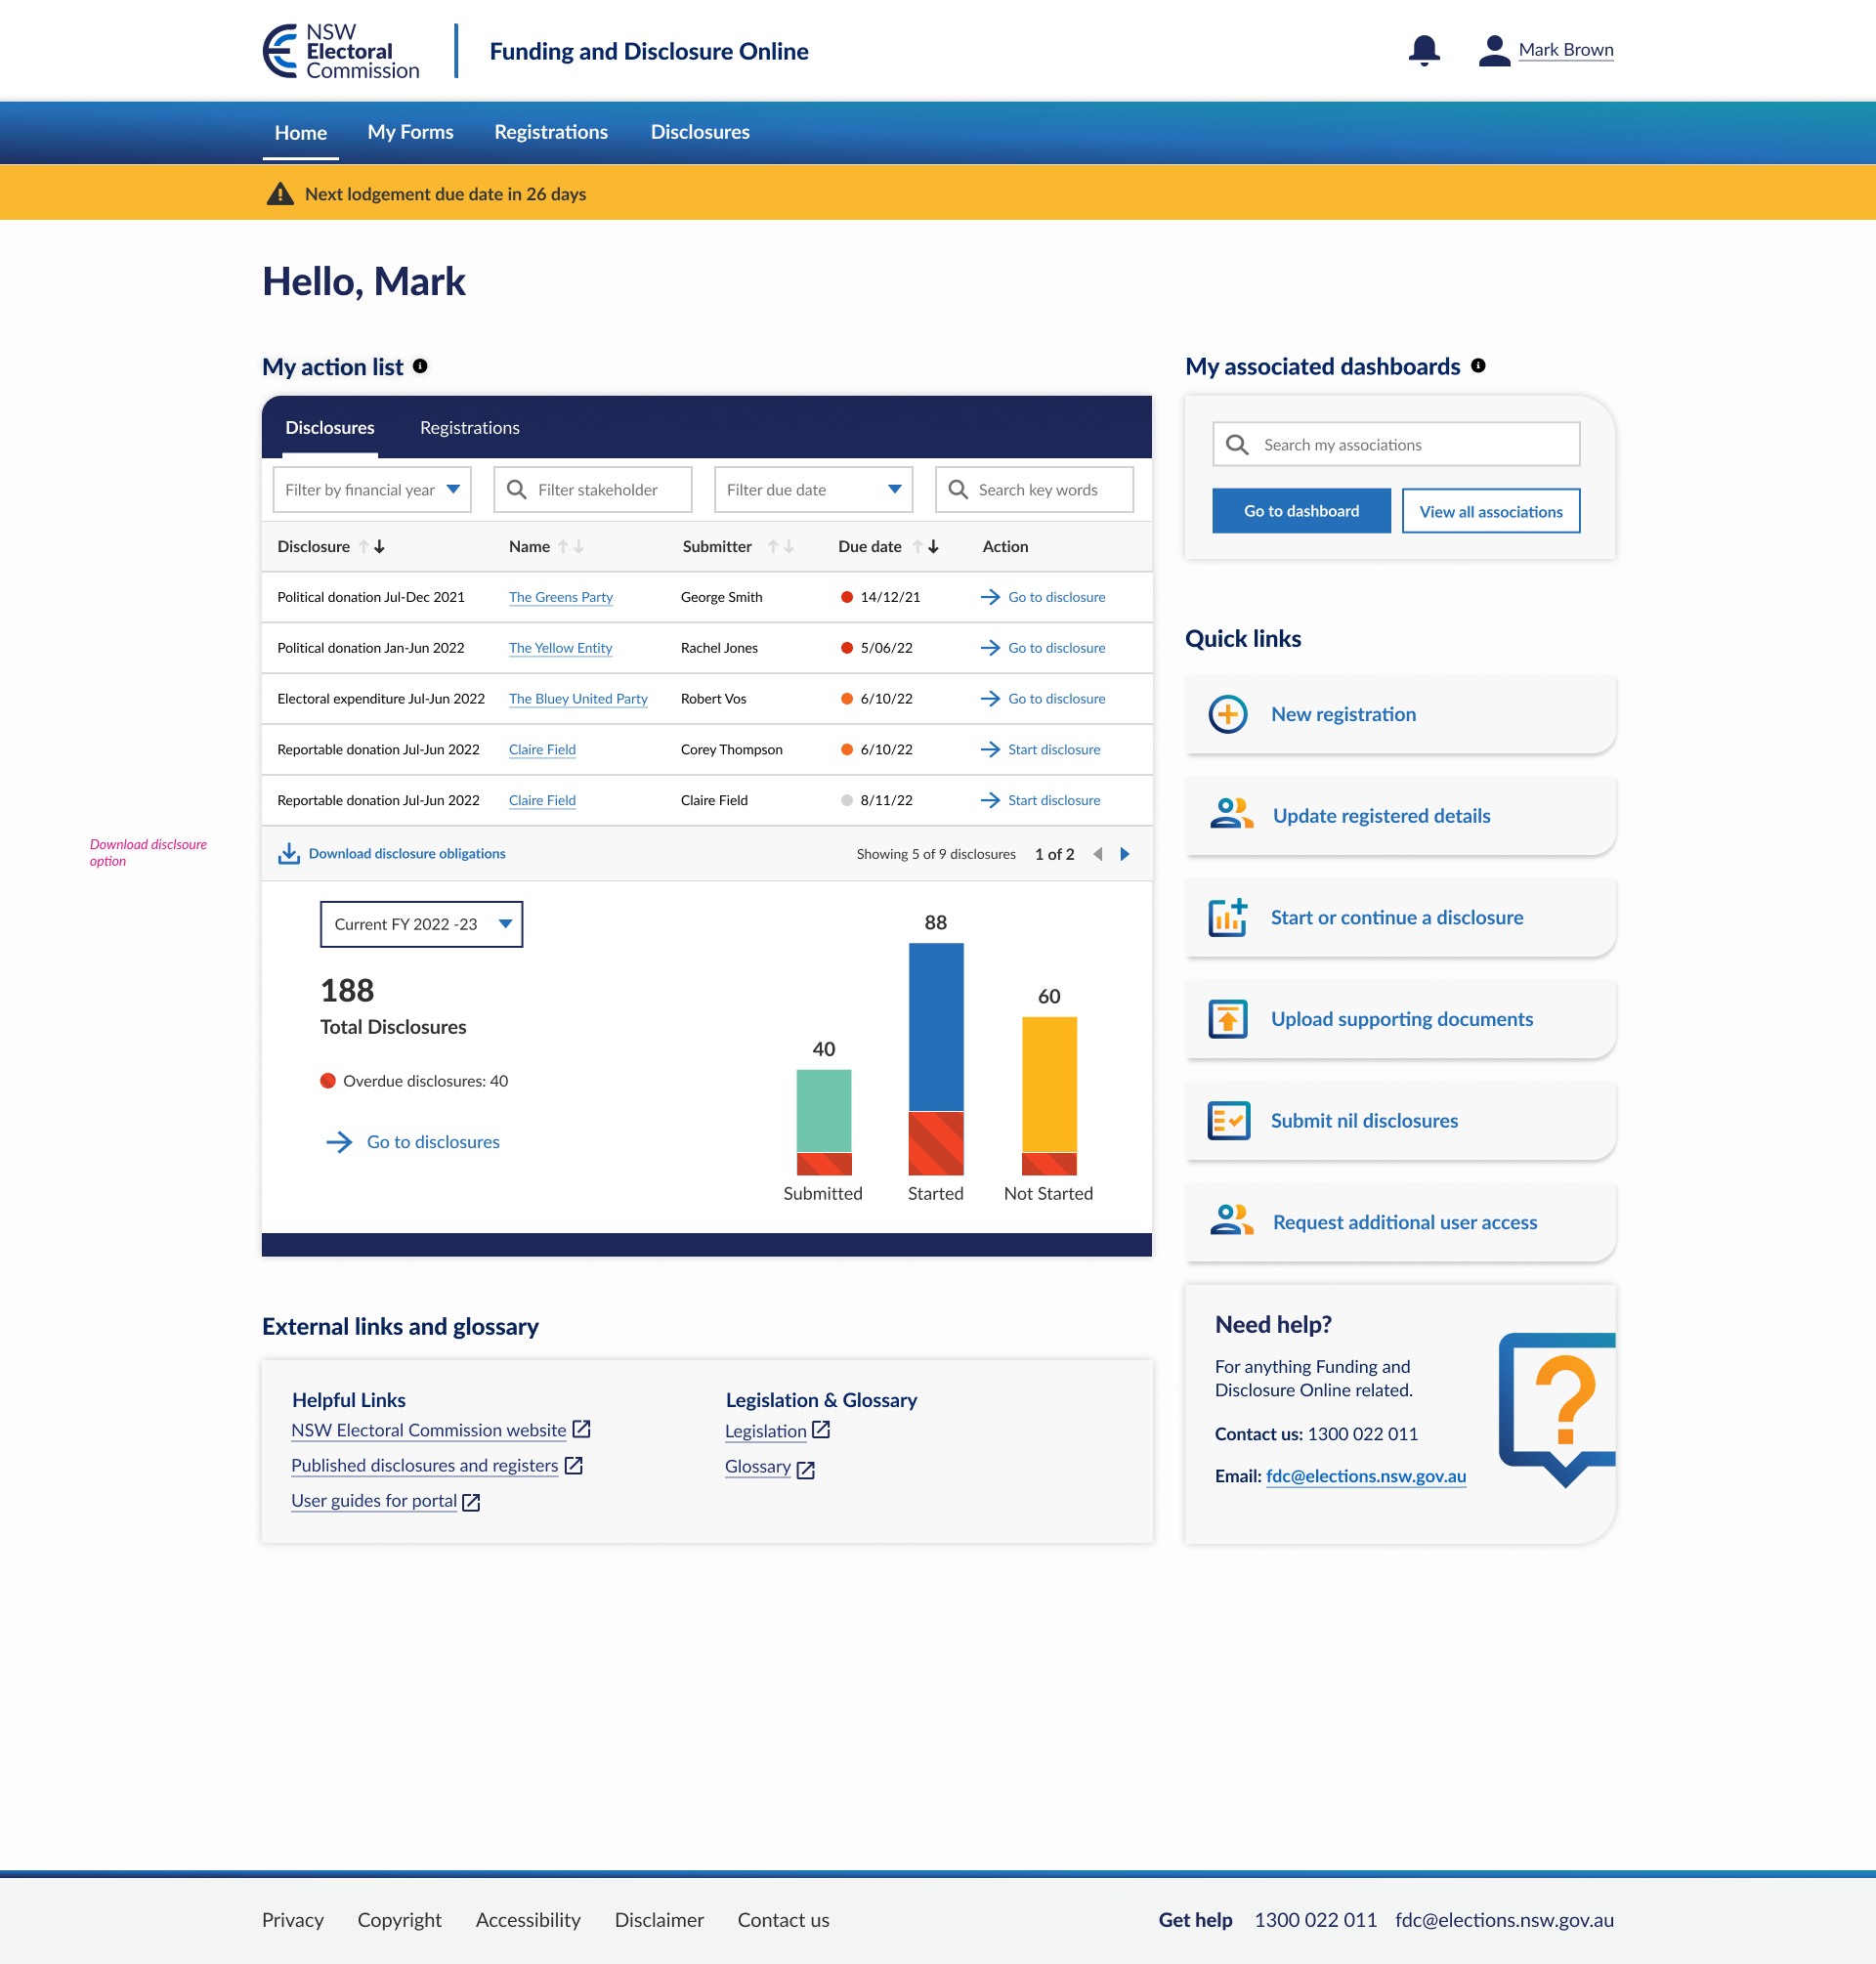 NSW
Electoral
Commission
Funding and Disclosure Online
Mark Brown
Home My Forms Registrations Disclosures
Next lodgement due date in 26 days
Hello, Mark
My action list
Disclosures Registrations
Filter by financial year Filter stakeholder Filter due date Search key words
Disclosure Name Submitter Due date Action
Political donation Jul-Dec 2021 The Greens Party George Smith 14/12/21 Go to disclosure
Political donation Jan-Jun 2022 The Yellow Entity Rachel Jones 5/06/22 Go to disclosure
Electoral expenditure Jul-Jun 2022 The Bluey United Party Robert Vos 6/10/22 Go to disclosure
Reportable donation Jul-Jun 2022 Claire Field Corey Thompson 6/10/22 Start disclosure
Reportable donation Jul-Jun 2022 Claire Field Claire Field 8/11/22 Start disclosure
Download disclsoure
option
Download disclosure obligations Showing 5 of 9 disclosures 1 of 2
Current FY 2022 -23
188
Total Disclosures
Overdue disclosures: 40
Go to disclosures
40
88
60
Submitted Started Not Started
My associated dashboards
Search my associations
Go to dashboard View all associations
Quick links
New registration
Update registered details
Start or continue a disclosure
Upload supporting documents
Submit nil disclosures
Request additional user access
External links and glossary
Helpful Links
NSW Electoral Commission website
Published disclosures and registers
User guides for portal
Legislation & Glossary
Legislation
Glossary
Need help?
For anything Funding and
Disclosure Online related.
Contact us: 1300 022 011
Email: fdc@elections.nsw.gov.au
Privacy Copyright Accessibility Disclaimer Contact us
Get help 1300 022 011 fdc@elections.nsw.gov.au